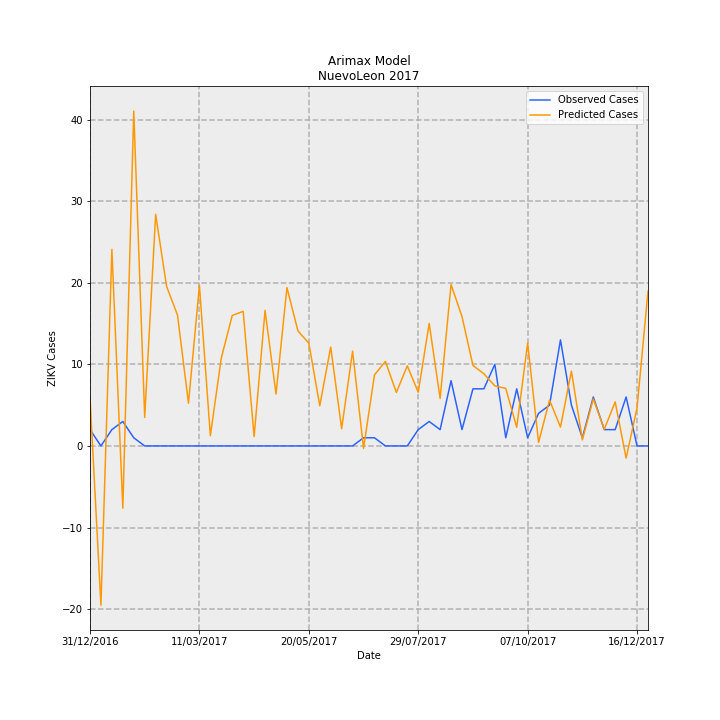 Arimax Model
NuevoLeon 2017
Observed Cases
Predicted Cases
ZIKV Cases
40
30
20
10
0
−10
−20
31/12/2016
11/03/2017
20/05/2017
29/07/2017
07/10/2017
16/12/2017
Date